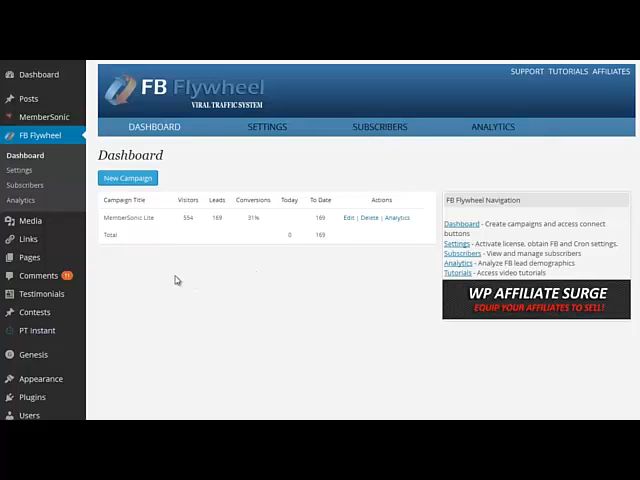 Dashboard
Posts
MemberSonic
FB Flywheel
Dashboard
Settings
Subscribers
Analytics
Media
Links
Pages
Comments 11
Testimonials
Contests
PT Instant
Genesis
Appearance
Plugins
Users
SUPPORT TUTORIALS AFFILIATES
FB Flywheel
VIRAL TRAFFIC SYSTEM
DASHBOARD SETTINGS SUBSCRIBERS ANALYTICS
Dashboard
New Campaign
Campaign Title Visitors Leads Conversions Today To Date Actions
MemberSonic Lite 554 169 31% 169 Edit | Delete | Analytics
Total 0 169
FB Flywheel Navigation
Dashboard - Create campaigns and access connect
buttons
Settings - Activate license, obtain FB and Cron settings.
Subscribers - View and manage subscribers
Analytics - Analyze FB lead demographics
Tutorials - Access video tutorials
WP AFFILIATE SURGE
EQUIP YOUR AFFILIATES TO SELL!